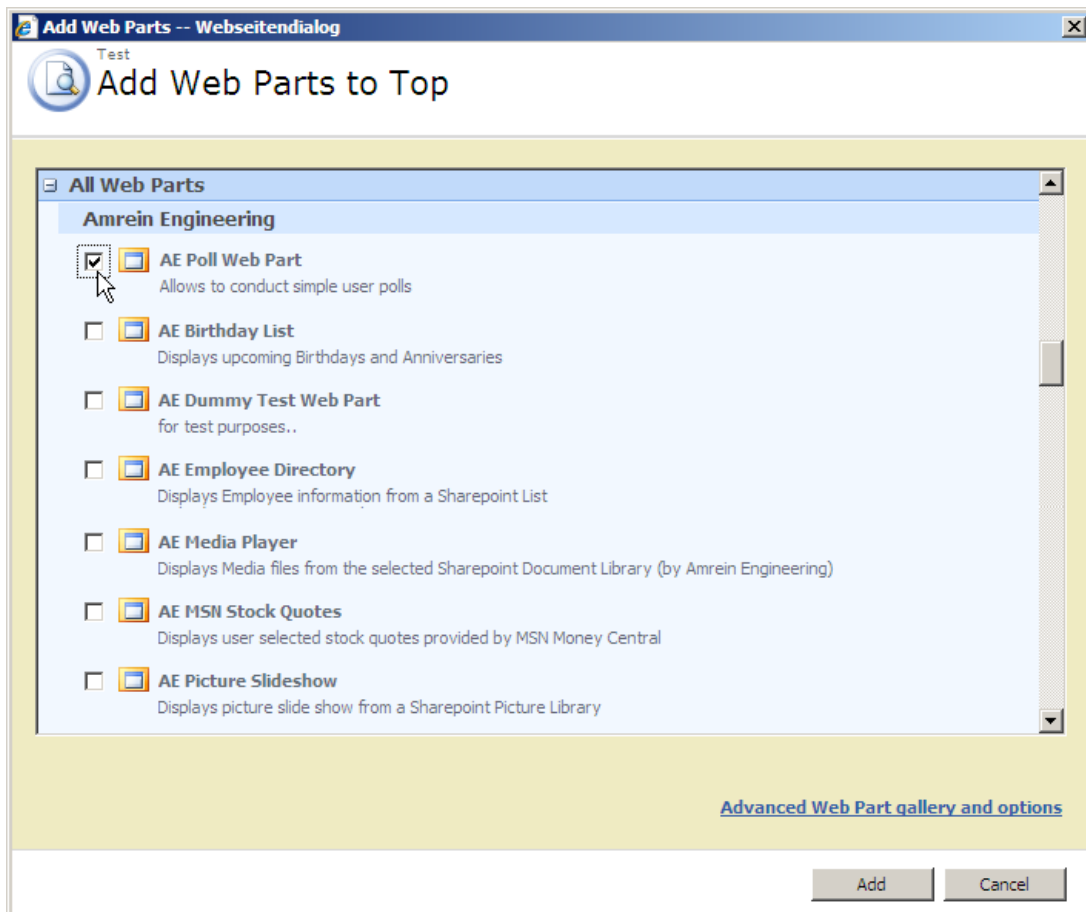 Add Web Parts -- Webseitendialog
Test
Add Web Parts to Top
All Web Parts
Amrein Engineering
AE Poll Web Part
Allows to conduct simple user polls
AE Birthday List
Displays upcoming Birthdays and Anniversaries
AE Dummy Test Web Part
for test purposes..
AE Employee Directory
Displays Employee information from a Sharepoint List
AE Media Player
Displays Media files from the selected Sharepoint Document Library (by Amrein Engineering)
AE MSN Stock Quotes
Displays user selected stock quotes provided by MSN Money Central
AE Picture Slideshow
Displays picture slide show from a Sharepoint Picture Library
Advanced Web Part gallery and options
Add Cancel